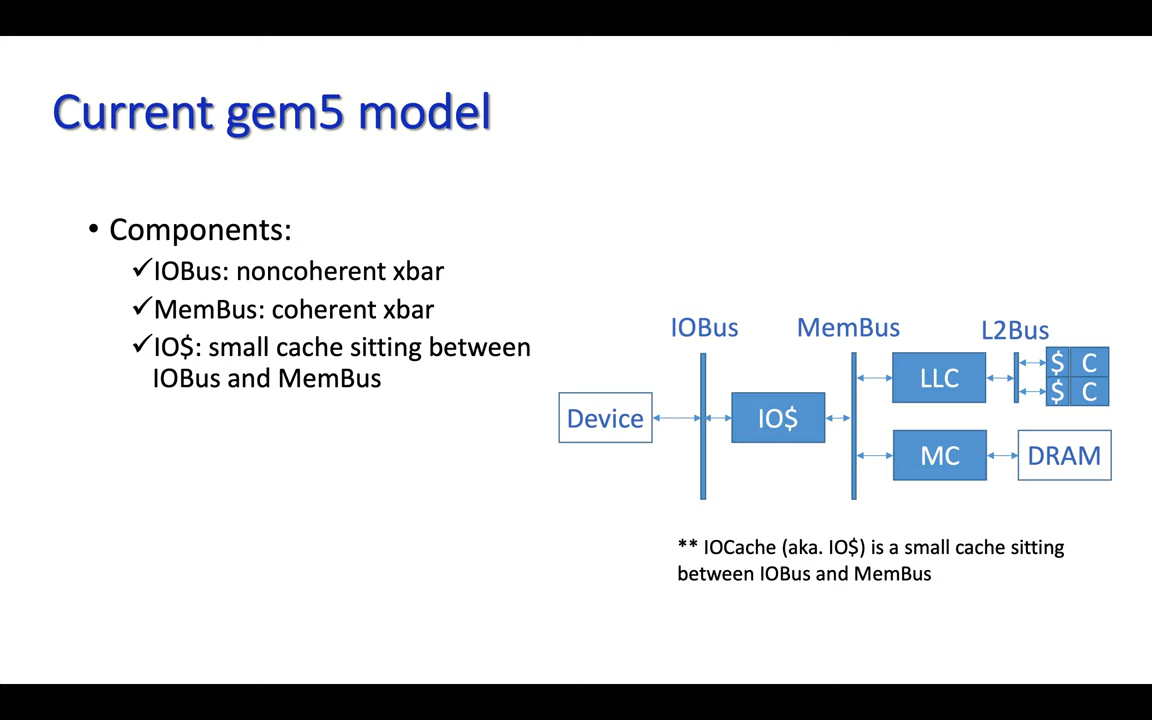 Current gem5 model
• Components:
✓IOBus: noncoherent xbar
✓MemBus: coherent xbar
✓IO$: small cache sitting between
IOBus and MemBus
IOBus
MemBus
L2Bus
Device
IO$
LLC
$ C
$ C
MC
DRAM
** IOCache (aka. IO$) is a small cache sitting
between IOBus and MemBus